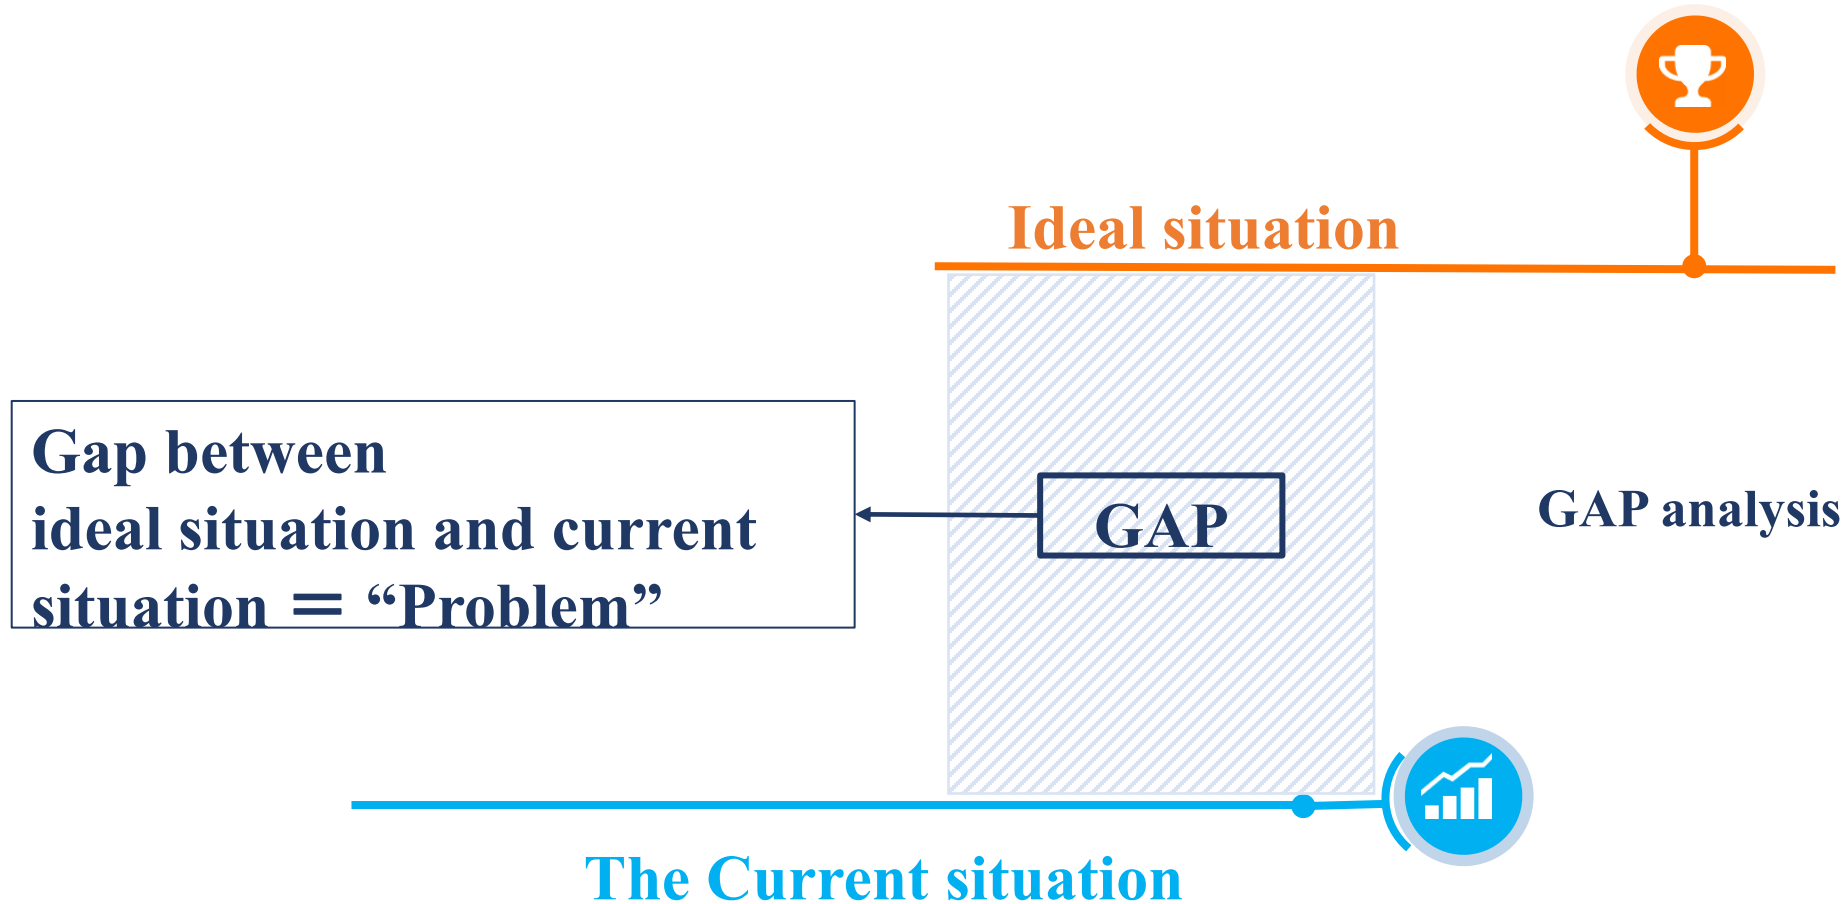 Ideal situation
Gap between
ideal situation and current
situation ＝ “Problem”
GAP
GAP analysis
The Current situation